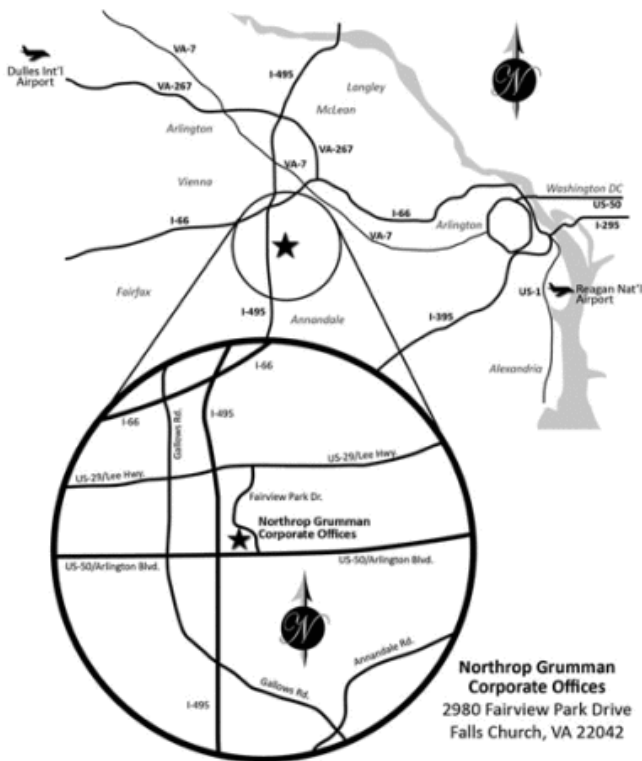 VA-7
I-495
Dulles Int'l
Airport
VA-267
Langley
McLean
N
Arlington
VA-7
VA-267
Vienna
Washington DC
US-50
I-66
I-66
Arlington
I-295
VA-7
Fairfax
I-495
US-1
Reagan Nat'l
Airport
Annandale
I-395
Alexandria
I-66
I-66
Gallows Rd.
I-495
US-29/Lee Hwy.
US-29/Lee Hwy.
Fairview Park Dr.
Northrop Grumman
Corporate Offices
US-50/Arlington Blvd.
US-50/Arlington Blvd.
N
Annandale Rd.
Gallows Rd.
I-495
Northrop Grumman
Corporate Offices
2980 Fairview Park Drive
Falls Church, VA 22042